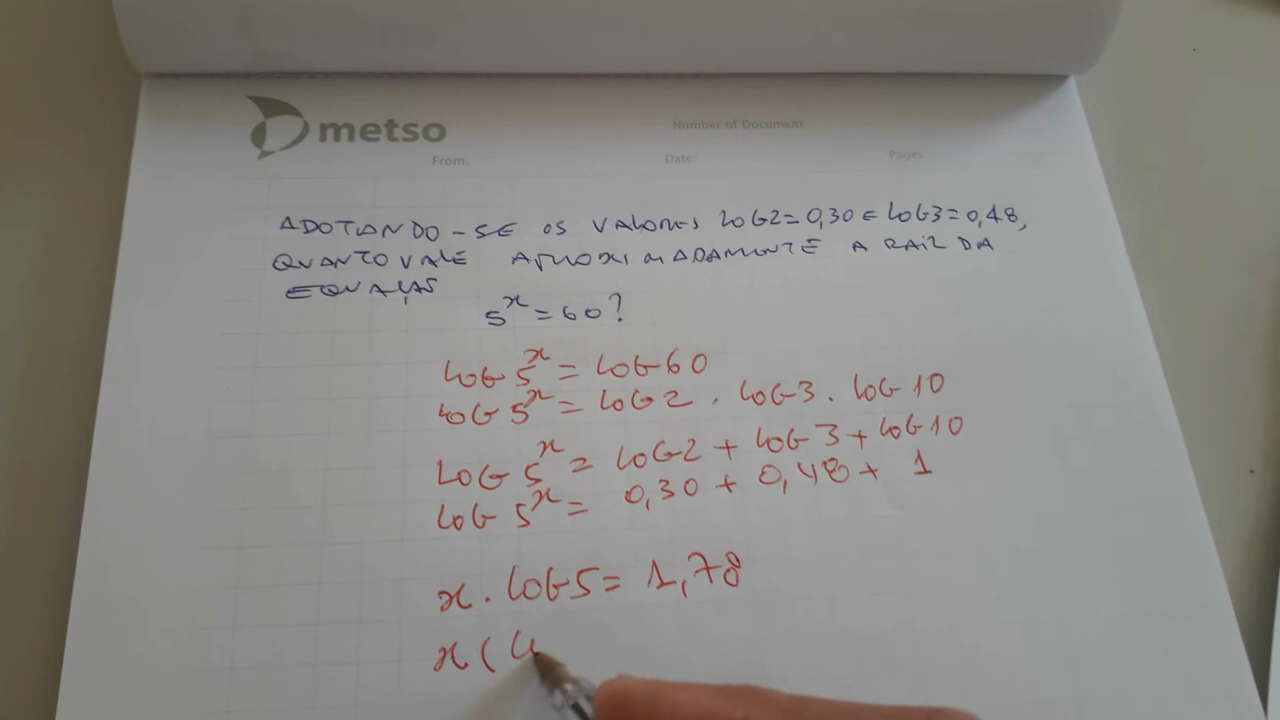 metso
Number of Document
From:
Date:
Pages:
ADOTANDO-SE OS VALORES LOG2=0,30 E LOG3=0,48,
QUANTO VALE APROXIMADAMENTE A RAIZ DA
EQUAÇÃO
5^x=60?
LOG 5^x = LOG 60
LOG 5^x = LOG 2 . LOG 3 . LOG 10
LOG 5^x = LOG 2 + LOG 3 + LOG 10
LOG 5^x = 0,30 + 0,48 + 1
x . LOG 5 = 1,78
x (